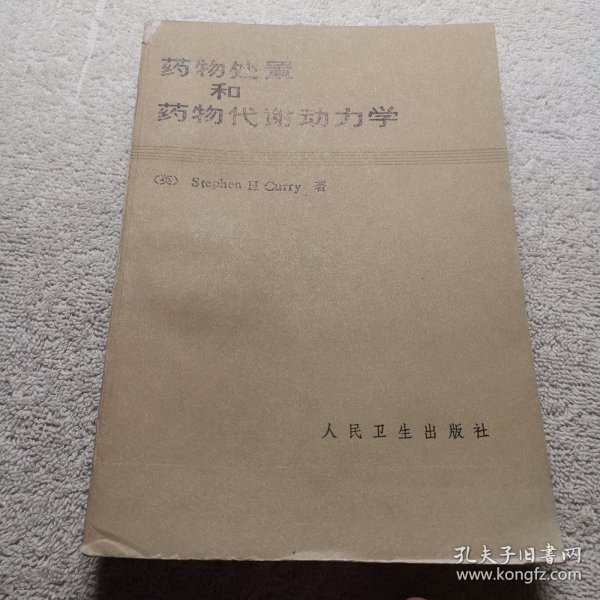 药物处置
和
药物代谢动力学
（英） Stephen H Curry 著
人民卫生出版社
孔夫子旧书网
www.kongfz.com